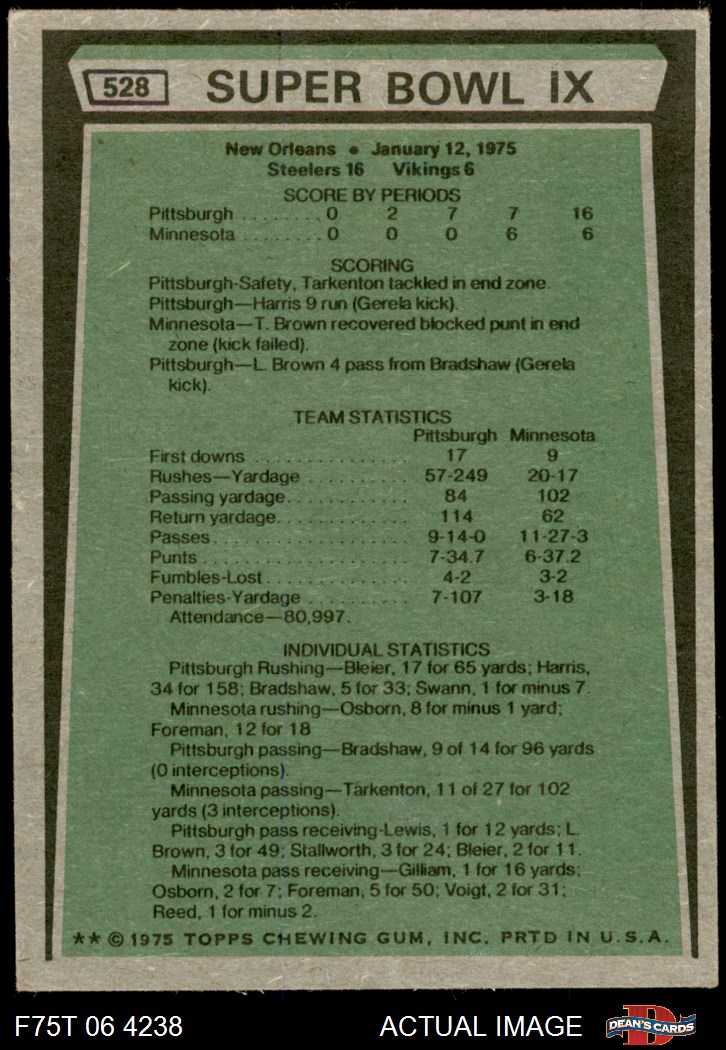 528 SUPER BOWL IX
New Orleans • January 12, 1975
Steelers 16 Vikings 6
SCORE BY PERIODS
Pittsburgh ........ 0 2 7 7 16
Minnesota ........ 0 0 0 6 6
SCORING
Pittsburgh-Safety, Tarkenton tackled in end zone.
Pittsburgh—Harris 9 run (Gerela kick).
Minnesota—T. Brown recovered blocked punt in end
zone (kick failed).
Pittsburgh—L. Brown 4 pass from Bradshaw (Gerela
kick).
TEAM STATISTICS
Pittsburgh Minnesota
First downs ................ 17 9
Rushes—Yardage .......... 57-249 20-17
Passing yardage............ 84 102
Return yardage............. 114 62
Passes.................... 9-14-0 11-27-3
Punts ..................... 7-34.7 6-37.2
Fumbles-Lost.............. 4-2 3-2
Penalties-Yardage .......... 7-107 3-18
Attendance—80,997.
INDIVIDUAL STATISTICS
Pittsburgh Rushing—Bleier, 17 for 65 yards; Harris,
34 for 158; Bradshaw, 5 for 33; Swann, 1 for minus 7.
Minnesota rushing—Osborn, 8 for minus 1 yard;
Foreman, 12 for 18
Pittsburgh passing—Bradshaw, 9 of 14 for 96 yards
(0 interceptions).
Minnesota passing—Tarkenton, 11 of 27 for 102
yards (3 interceptions).
Pittsburgh pass receiving-Lewis, 1 for 12 yards; L.
Brown, 3 for 49; Stallworth, 3 for 24; Bleier, 2 for 11.
Minnesota pass receiving—Gilliam, 1 for 16 yards;
Osborn, 2 for 7; Foreman, 5 for 50; Voigt, 2 for 31;
Reed, 1 for minus 2.
** © 1975 TOPPS CHEWING GUM, INC. PRTD IN U.S.A.
F75T 06 4238 ACTUAL IMAGE D DEAN'S CARDS